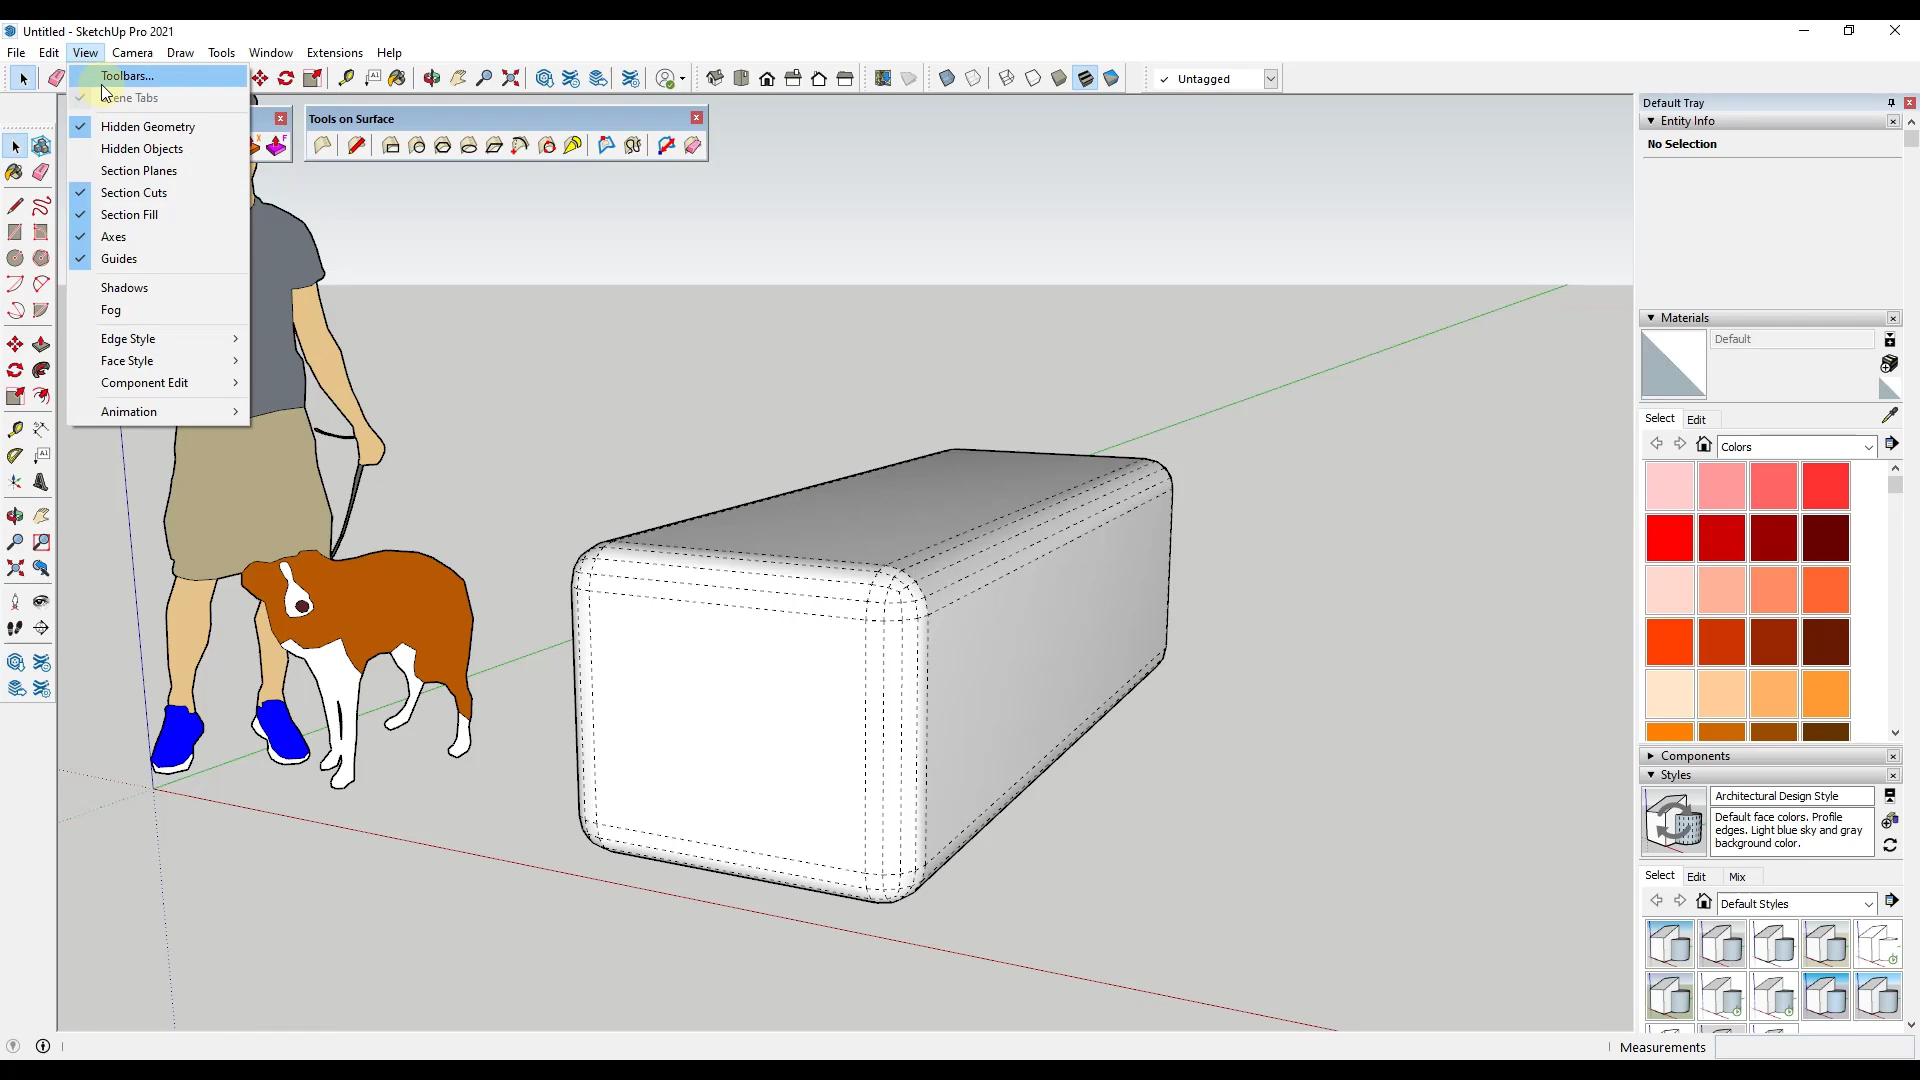 Untitled - SketchUp Pro 2021
File Edit View Camera Draw Tools Window Extensions Help
Untagged
Toolbars...
Hidden Geometry
Hidden Objects
Section Planes
Section Cuts
Section Fill
Axes
Guides
Shadows
Fog
Edge Style
Face Style
Component Edit
Animation
Tools on Surface
Default Tray
Entity Info
No Selection
Materials
Default
Select Edit
Colors
Components
Styles
Architectural Design Style
Default face colors. Profile
edges. Light blue sky and gray
background color.
Select Edit Mix
Default Styles
Measurements